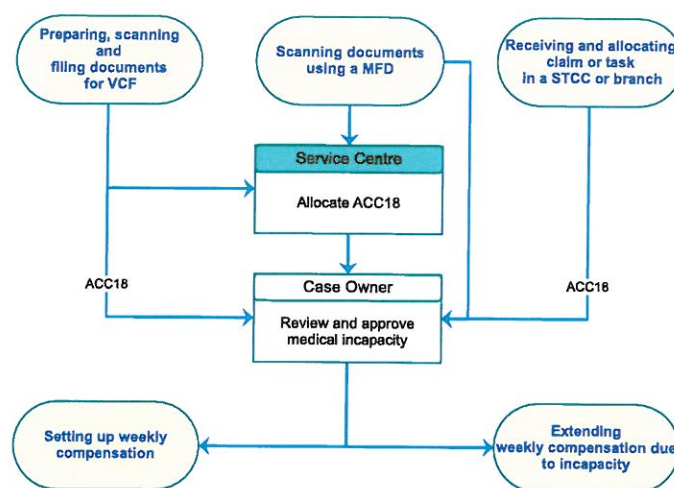 Preparing, scanning
and
filing documents
for VCF
Scanning documents
using a MFD
Receiving and allocating
claim or task
in a STCC or branch
Service Centre
Allocate ACC18
ACC18
Case Owner
Review and approve
medical incapacity
ACC18
Setting up weekly
compensation
Extending
weekly compensation due
to incapacity